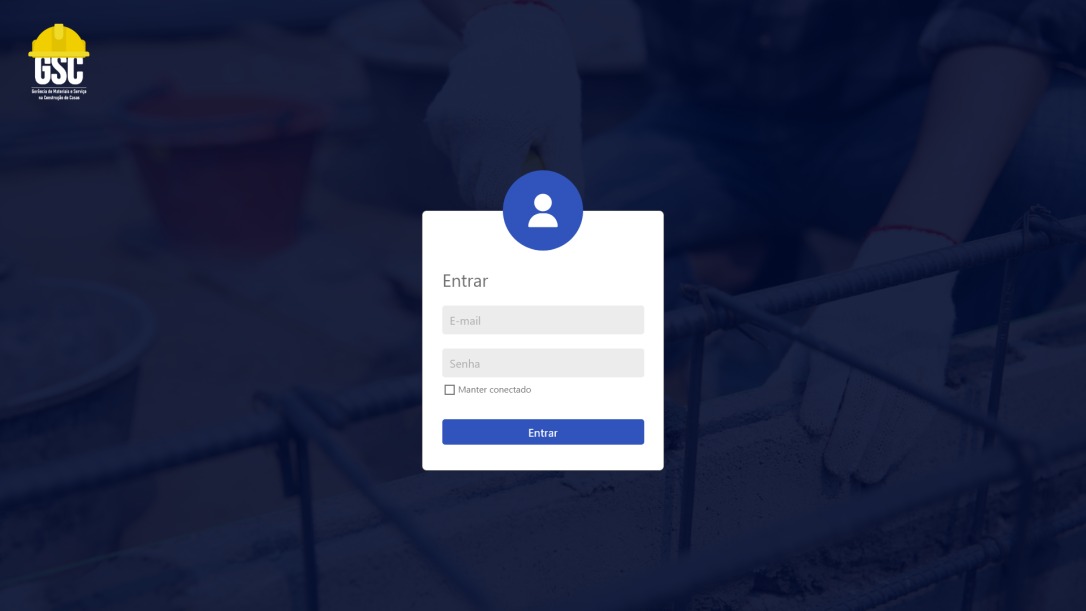 GSC
Gerência de Materiais e Serviço
na Construção de Casas
Entrar
E-mail
Senha
Manter conectado
Entrar